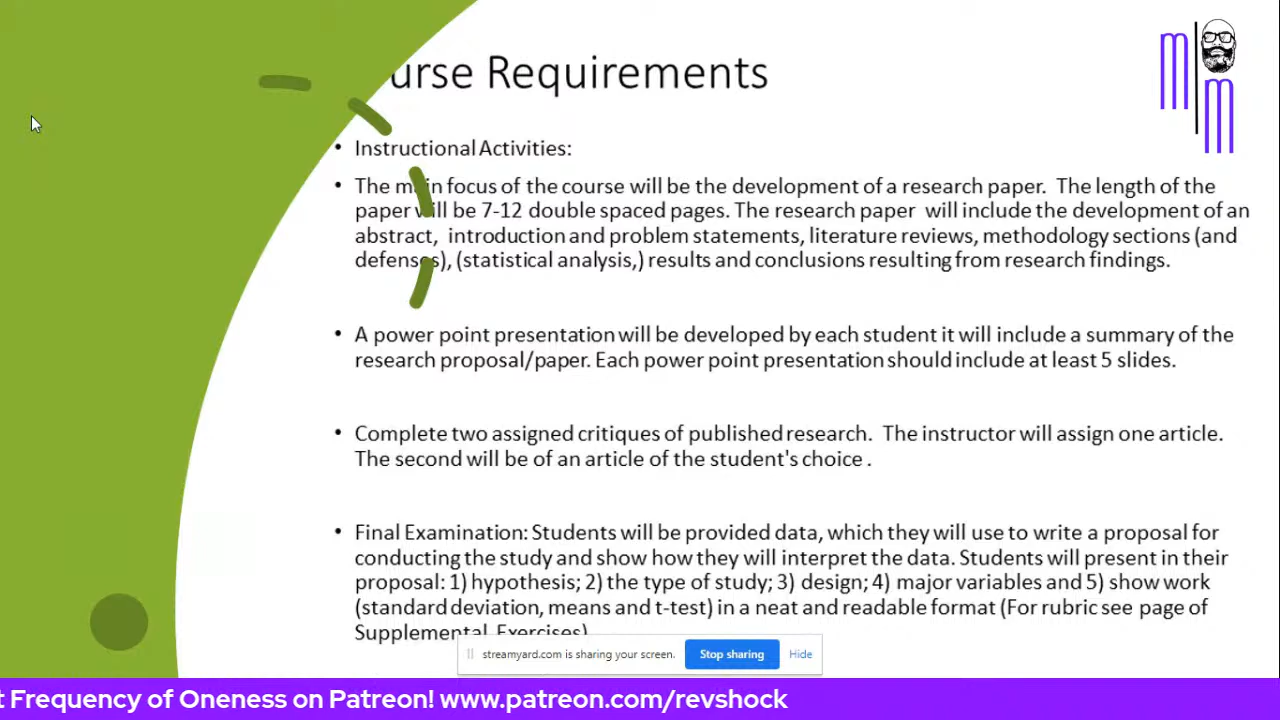 urse Requirements
Instructional Activities:
The main focus of the course will be the development of a research paper. The length of the
paper will be 7-12 double spaced pages. The research paper will include the development of an
abstract, introduction and problem statements, literature reviews, methodology sections (and
defenses), (statistical analysis,) results and conclusions resulting from research findings.
A power point presentation will be developed by each student it will include a summary of the
research proposal/paper. Each power point presentation should include at least 5 slides.
Complete two assigned critiques of published research. The instructor will assign one article.
The second will be of an article of the student's choice .
Final Examination: Students will be provided data, which they will use to write a proposal for
conducting the study and show how they will interpret the data. Students will present in their
proposal: 1) hypothesis; 2) the type of study; 3) design; 4) major variables and 5) show work
(standard deviation, means and t-test) in a neat and readable format (For rubric see page of
Supplemental Exercises)
streamyard.com is sharing your screen. Stop sharing Hide
t Frequency of Oneness on Patreon! www.patreon.com/revshock
m
m